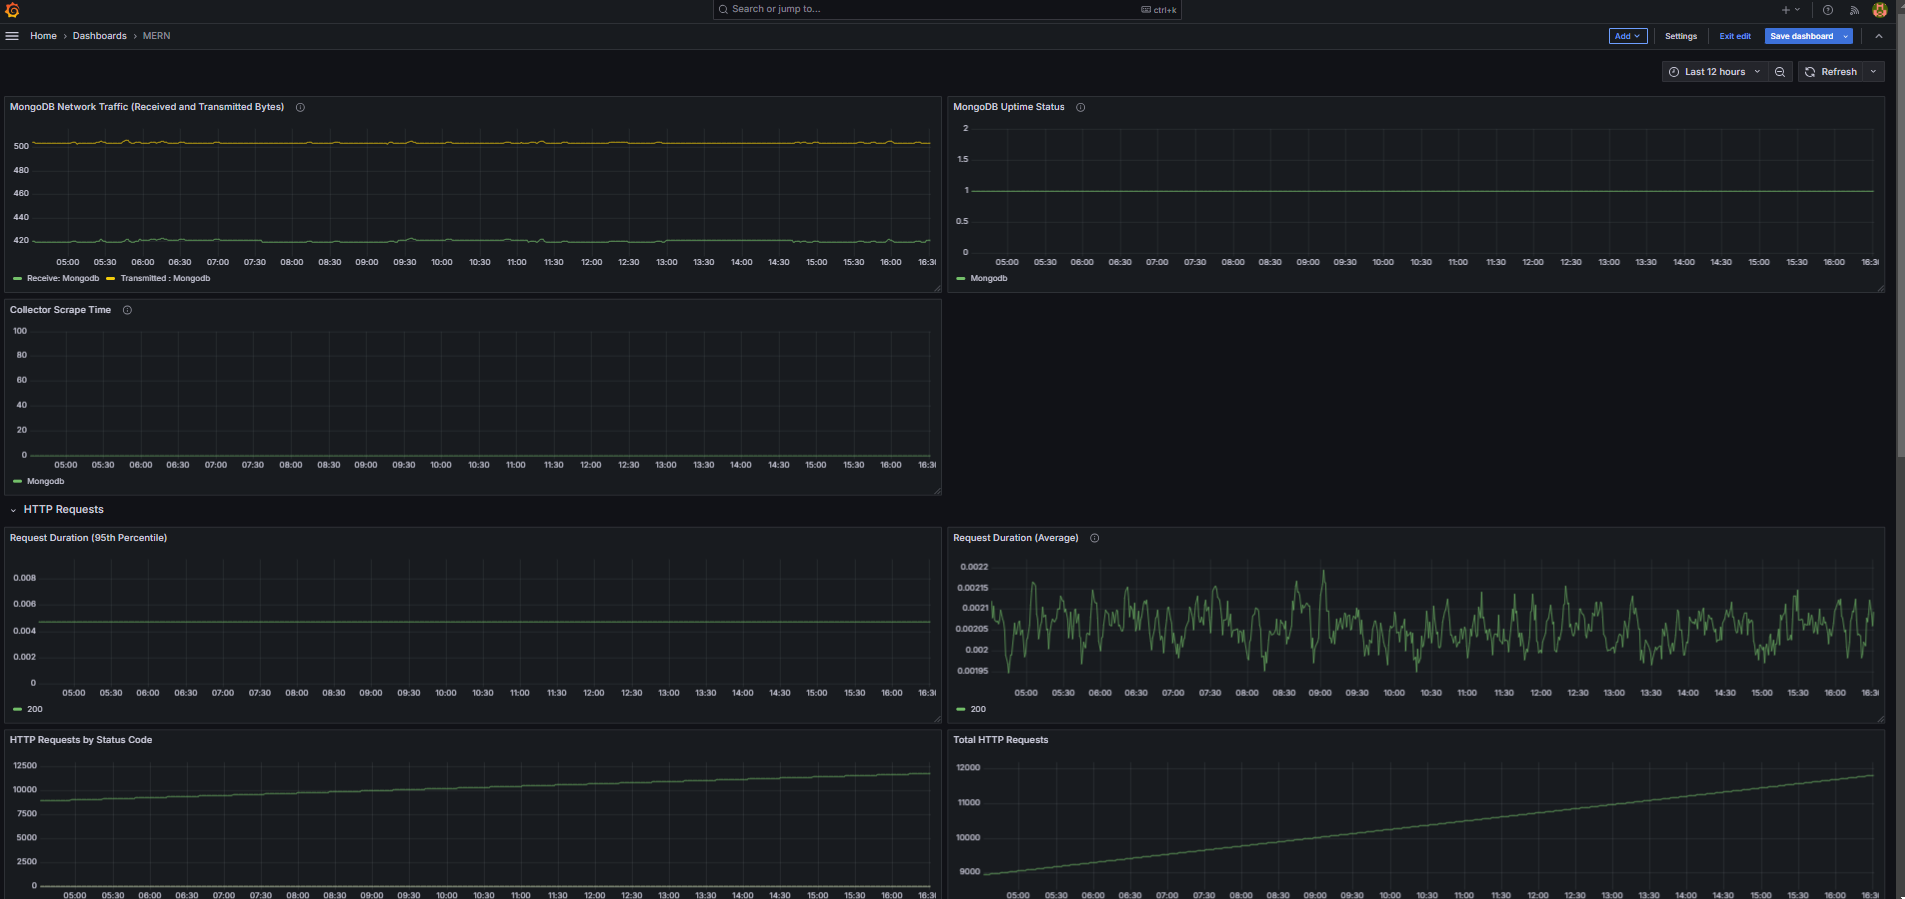 Search or jump to...
ctrl+k
Home › Dashboards › MERN
Add
Settings
Exit edit
Save dashboard
Last 12 hours
Refresh
MongoDB Network Traffic (Received and Transmitted Bytes)
500
480
460
440
420
05:00 05:30 06:00 06:30 07:00 07:30 08:00 08:30 09:00 09:30 10:00 10:30 11:00 11:30 12:00 12:30 13:00 13:30 14:00 14:30 15:00 15:30 16:00
Receive: Mongodb Transmitted : Mongodb
MongoDB Uptime Status
2
1.5
1
0.5
0
05:00 05:30 06:00 06:30 07:00 07:30 08:00 08:30 09:00 09:30 10:00 10:30 11:00 11:30 12:00 12:30 13:00 13:30 14:00 14:30 15:00 15:30 16:00
Mongodb
Collector Scrape Time
100
80
60
40
20
0
05:00 05:30 06:00 06:30 07:00 07:30 08:00 08:30 09:00 09:30 10:00 10:30 11:00 11:30 12:00 12:30 13:00 13:30 14:00 14:30 15:00 15:30 16:00
Mongodb
HTTP Requests
Request Duration (95th Percentile)
0.008
0.006
0.004
0.002
0
05:00 05:30 06:00 06:30 07:00 07:30 08:00 08:30 09:00 09:30 10:00 10:30 11:00 11:30 12:00 12:30 13:00 13:30 14:00 14:30 15:00 15:30 16:00
200
Request Duration (Average)
0.0022
0.00215
0.0021
0.00205
0.002
0.00195
05:00 05:30 06:00 06:30 07:00 07:30 08:00 08:30 09:00 09:30 10:00 10:30 11:00 11:30 12:00 12:30 13:00 13:30 14:00 14:30 15:00 15:30 16:00
200
HTTP Requests by Status Code
12500
10000
7500
5000
2500
0
05:00 05:30 06:00 06:30 07:00 07:30 08:00 08:30 09:00 09:30 10:00 10:30 11:00 11:30 12:00 12:30 13:00 13:30 14:00 14:30 15:00 15:30 16:00
Total HTTP Requests
12000
11000
10000
9000
05:00 05:30 06:00 06:30 07:00 07:30 08:00 08:30 09:00 09:30 10:00 10:30 11:00 11:30 12:00 12:30 13:00 13:30 14:00 14:30 15:00 15:30 16:00